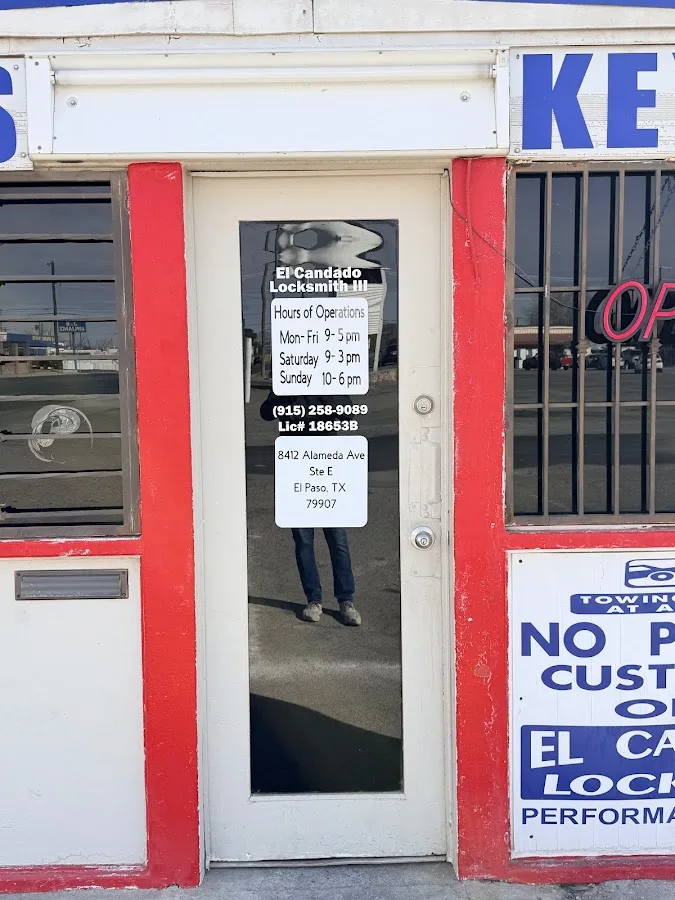 S
KEY
El Candado
Locksmith III
Hours of Operations
Mon-Fri 9-5 pm
Saturday 9-3 pm
Sunday 10-6 pm
(915) 258-9089
Lic# 18653B
8412 Alameda Ave
Ste E
El Paso, TX
79907
OP
TOWING
AT A
NO P
CUST
O
EL CA
LOCK
PERFORMA